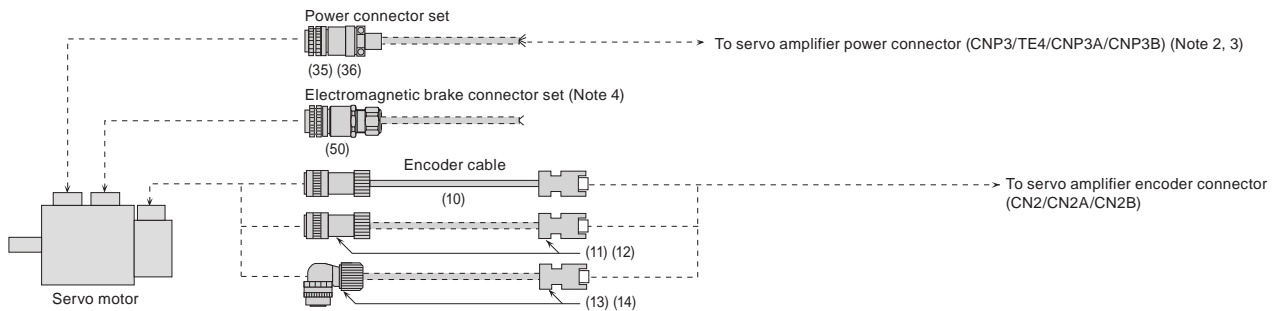 Power connector set
To servo amplifier power connector (CNP3/TE4/CNP3A/CNP3B) (Note 2, 3)
(35) (36)
Electromagnetic brake connector set (Note 4)
(50)
Encoder cable
(10)
To servo amplifier encoder connector
(CN2/CN2A/CN2B)
(11) (12)
(13) (14)
Servo motor